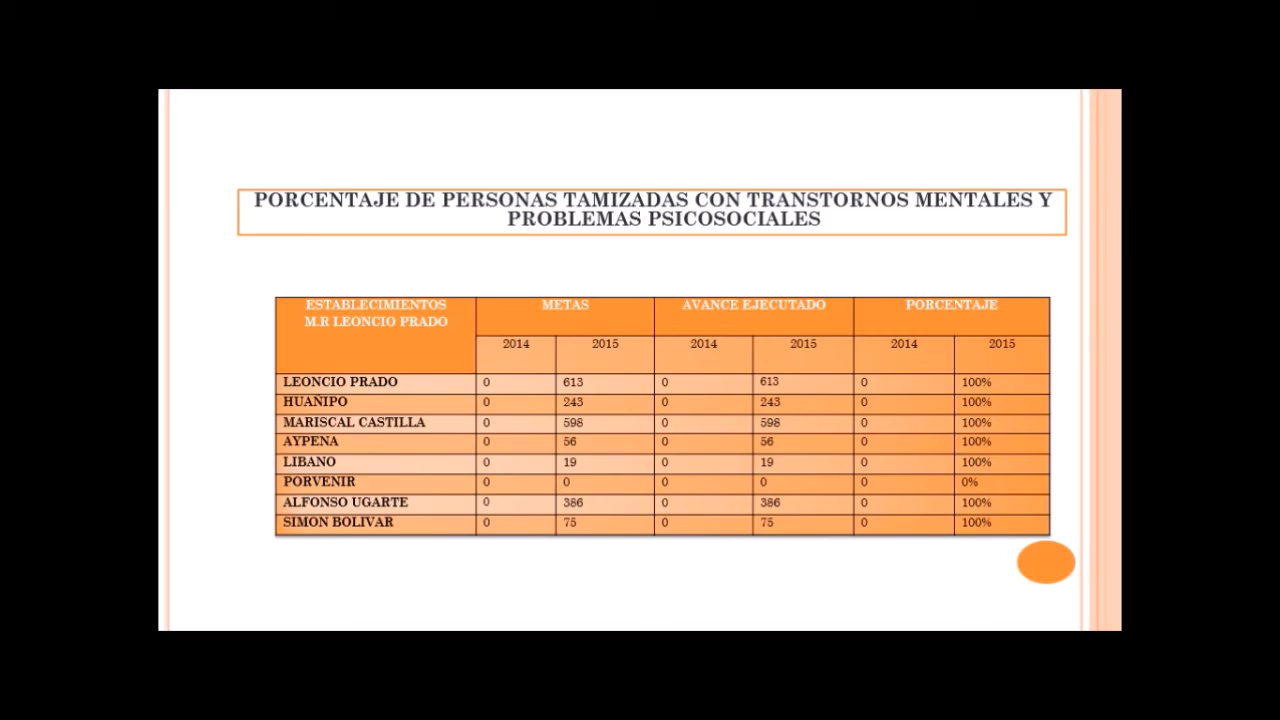 PORCENTAJE DE PERSONAS TAMIZADAS CON TRANSTORNOS MENTALES Y
PROBLEMAS PSICOSOCIALES
ESTABLECIMIENTOS METAS AVANCE EJECUTADO PORCENTAJE
M.R LEONCIO PRADO
2014 2015 2014 2015 2014 2015
LEONCIO PRADO 0 613 0 613 0 100%
HUAÑIPO 0 243 0 243 0 100%
MARISCAL CASTILLA 0 598 0 598 0 100%
AYPENA 0 56 0 56 0 100%
LIBANO 0 19 0 19 0 100%
PORVENIR 0 0 0 0 0 0%
ALFONSO UGARTE 0 386 0 386 0 100%
SIMON BOLIVAR 0 75 0 75 0 100%